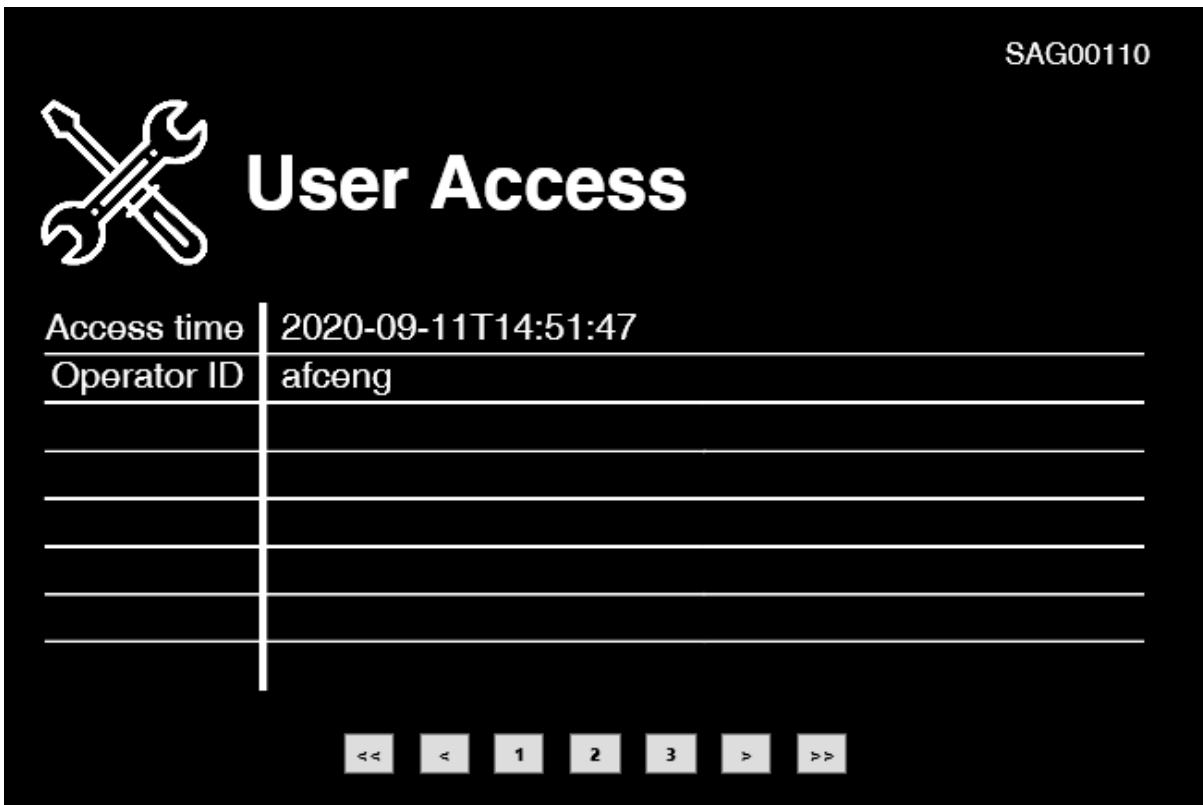 SAG00110
User Access
Access time 2020-09-11T14:51:47
Operator ID afceng
<< < 1 2 3 > >>